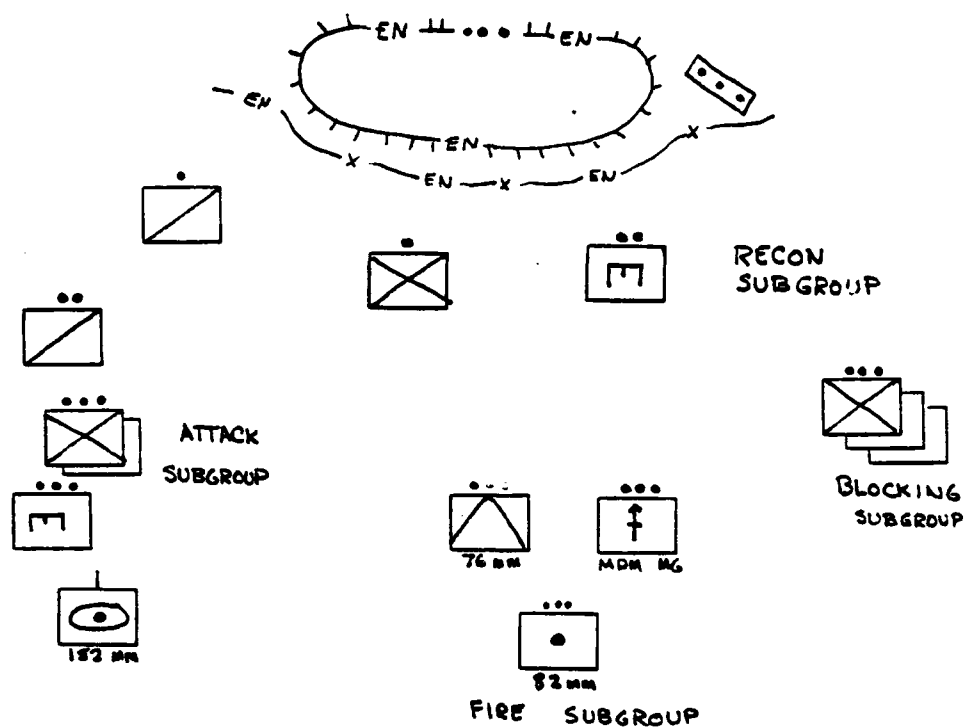 EN
EN
EN
EN
EN
EN
RECON
SUBGROUP
ATTACK
SUBGROUP
BLOCKING
SUBGROUP
76 MM
MDM MG
152 MM
82 MM
FIRE SUBGROUP